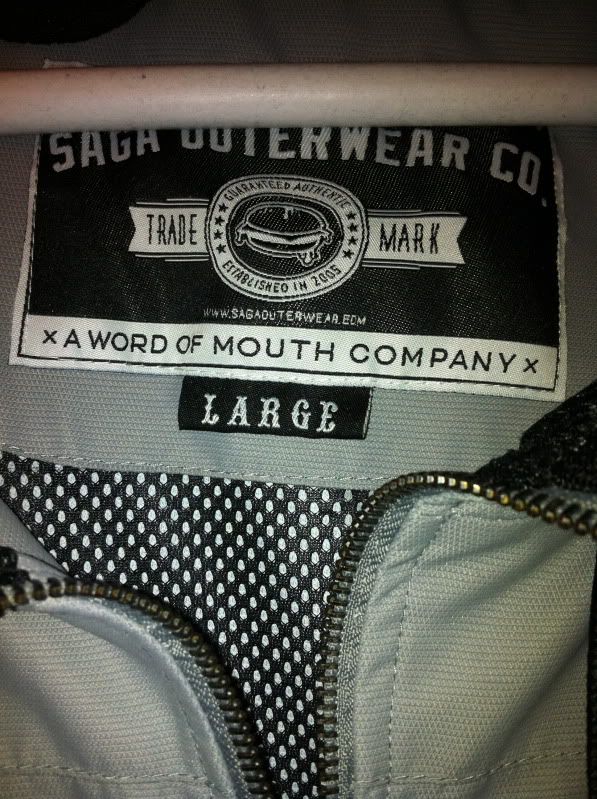 SAGA OUTERWEAR CO.
GUARANTEED AUTHENTIC
TRADE MARK
ESTABLISHED IN 2005
WWW.SAGAOUTERWEAR.COM
x A WORD OF MOUTH COMPANY x
LARGE